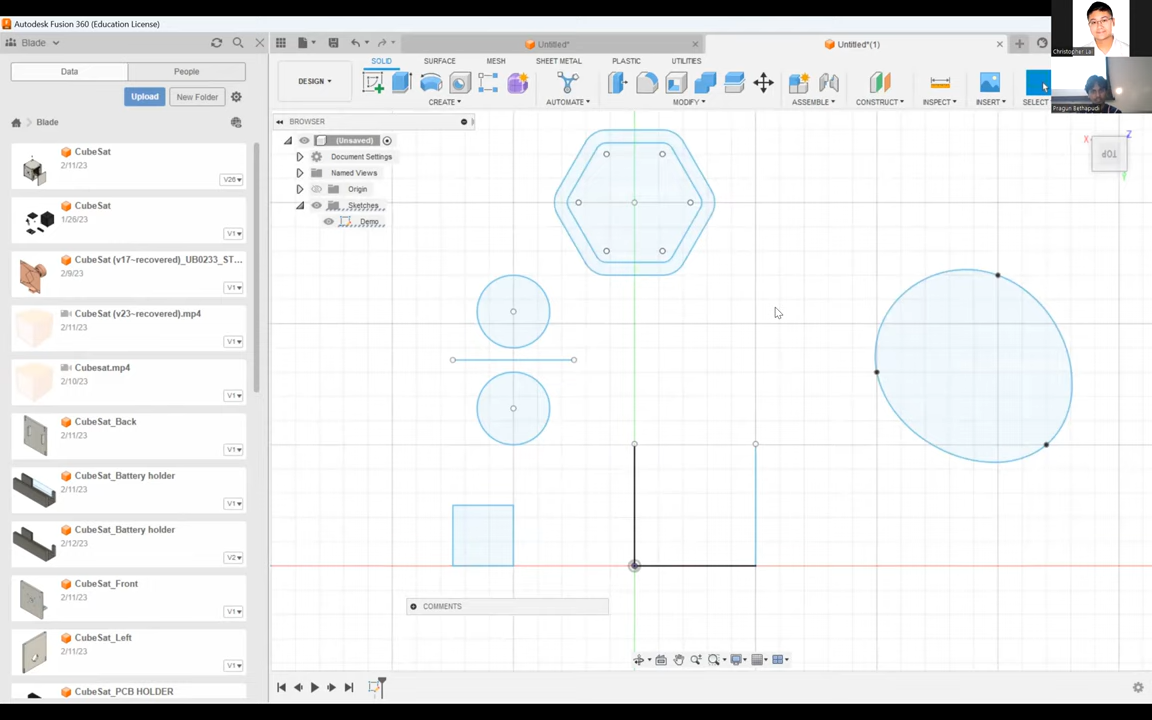 Autodesk Fusion 360 (Education License)
Blade
Untitled*
Untitled*(1)
Data
People
Upload
New Folder
Blade
CubeSat
2/11/23
V26
CubeSat
1/26/23
V1
CubeSat (v17~recovered)_UB0233_ST...
2/9/23
V1
CubeSat (v23~recovered).mp4
2/11/23
V1
Cubesat.mp4
2/10/23
V1
CubeSat_Back
2/11/23
V1
CubeSat_Battery holder
2/11/23
V1
CubeSat_Battery holder
2/12/23
V2
CubeSat_Front
2/11/23
V1
CubeSat_Left
2/11/23
V1
CubeSat_PCB HOLDER
SOLID
SURFACE
MESH
SHEET METAL
PLASTIC
UTILITIES
DESIGN
CREATE
AUTOMATE
MODIFY
ASSEMBLE
CONSTRUCT
INSPECT
INSERT
SELECT
BROWSER
(Unsaved)
Document Settings
Named Views
Origin
Sketches
Demo
COMMENTS
X
Z
TOP
Christopher La
Pragun Bethapudi